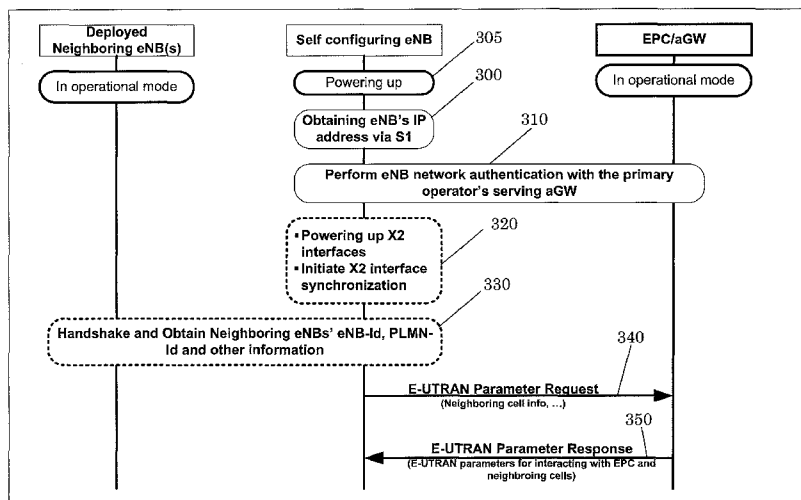 Deployed
Neighboring eNB(s)
Self configuring eNB
EPC/aGW
305
In operational mode
Powering up
In operational mode
300
Obtaining eNB's IP
address via S1
310
Perform eNB network authentication with the primary
operator's serving aGW
▪ Powering up X2
interfaces
▪ Initiate X2 interface
synchronization
320
330
Handshake and Obtain Neighboring eNBs' eNB-Id, PLMN-
Id and other information
340
E-UTRAN Parameter Request
(Neighboring cell info, ...)
350
E-UTRAN Parameter Response
(E-UTRAN parameters for interacting with EPC and
neighbroing cells)